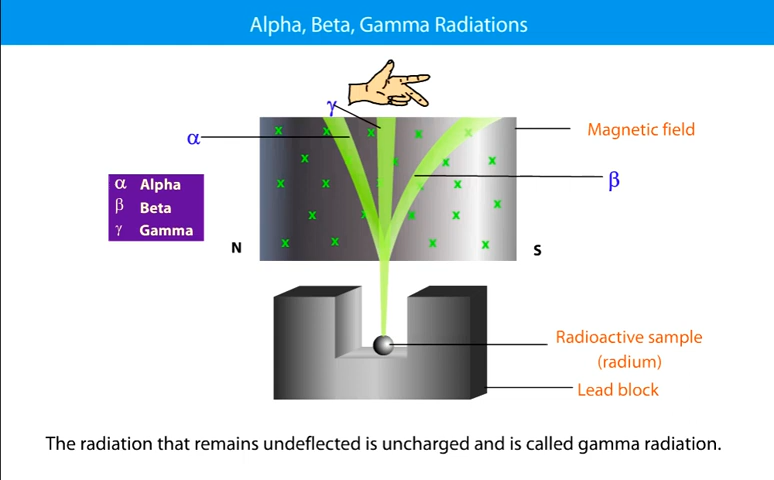 Alpha, Beta, Gamma Radiations
γ
α
Magnetic field
β
α Alpha
β Beta
γ Gamma
N
S
Radioactive sample
(radium)
Lead block
The radiation that remains undeflected is uncharged and is called gamma radiation.